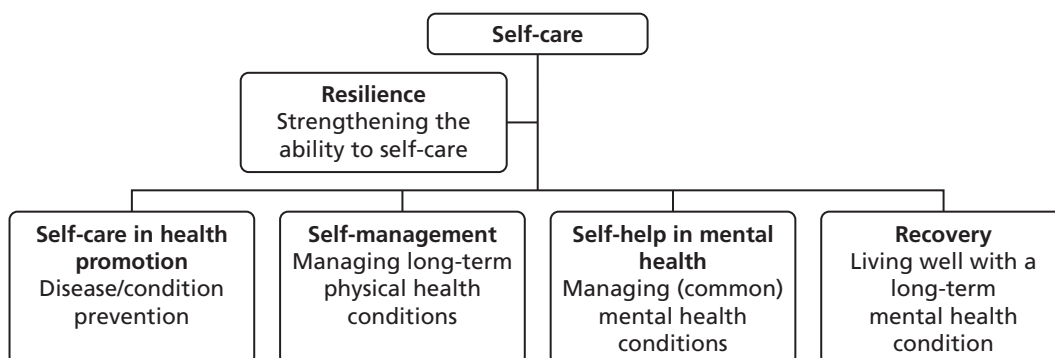 Self-care
Resilience
Strengthening the
ability to self-care
Self-care in health
promotion
Disease/condition
prevention
Self-management
Managing long-term
physical health
conditions
Self-help in mental
health
Managing (common)
mental health
conditions
Recovery
Living well with a
long-term
mental health
condition